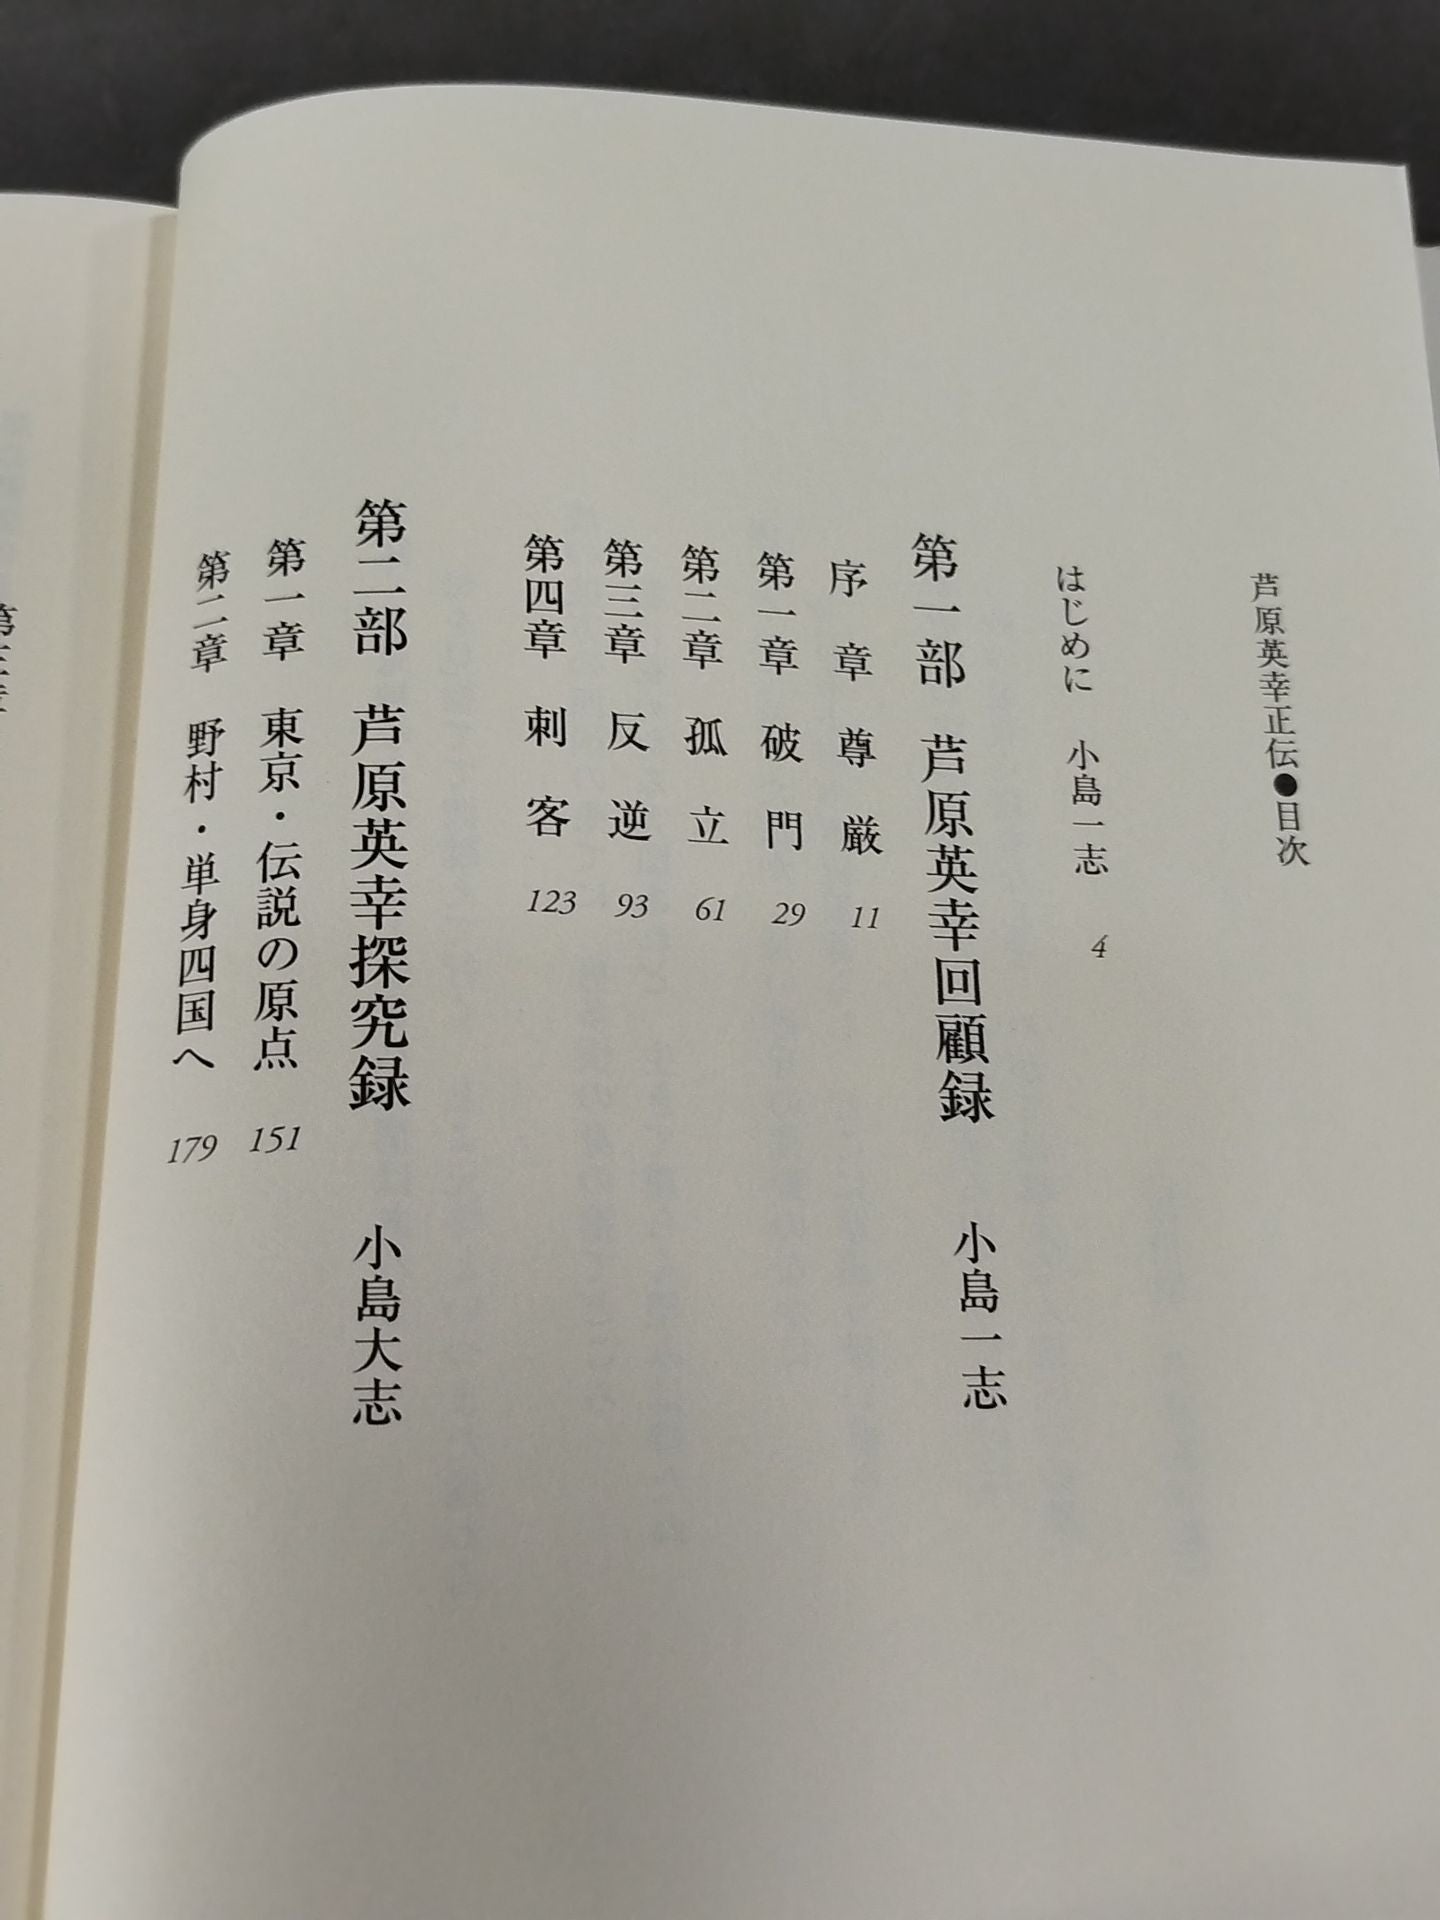 芦原英幸正伝●目次
はじめに 小島一志 4
第一部 芦原英幸回顧録 小島一志
序章 尊厳 11
第一章 破門 29
第二章 孤立 61
第三章 反逆 93
第四章 刺客 123
第二部 芦原英幸探究録 小島大志
第一章 東京・伝説の原点 151
第二章 野村・単身四国へ 179